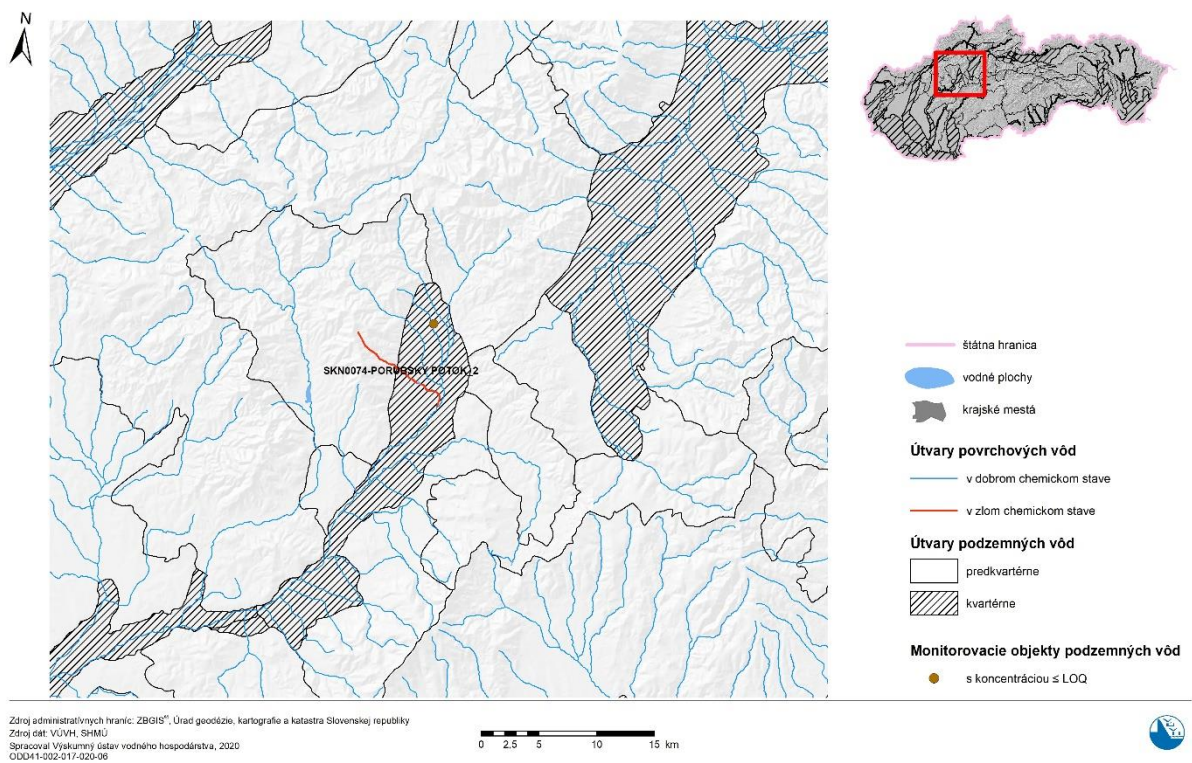 N
SKN0074-PORUBSKÝ POTOK_2
štátna hranica
vodné plochy
krajské mestá
Útvary povrchových vôd
v dobrom chemickom stave
v zlom chemickom stave
Útvary podzemných vôd
predkvartérne
kvartérne
Monitorovacie objekty podzemných vôd
s koncentráciou ≤ LOQ
Zdroj administratívnych hraníc: ZBGIS®, Úrad geodézie, kartografie a katastra Slovenskej republiky
Zdroj dát: VÚVH, SHMÚ
Spracoval Výskumný ústav vodného hospodárstva, 2020
ODD41-002-017-020-06
0 2.5 5 10 15 km